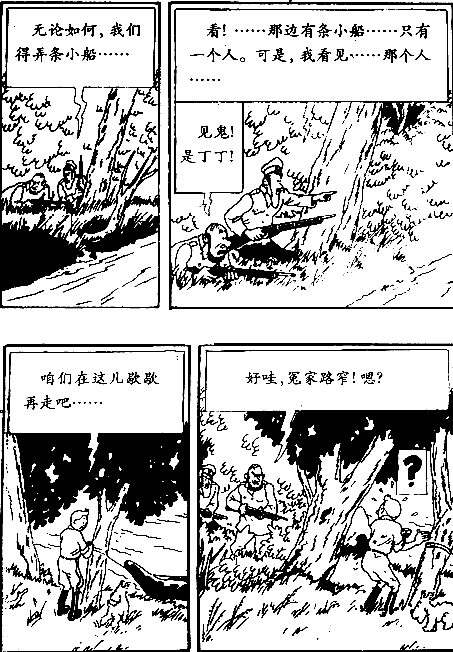 无论如何，我们
得弄条小船……
看！……那边有条小船……只有
一个人。可是，我看见……那个人
……
见鬼！
是丁丁！
咱们在这儿歇歇
再走吧……
好哇，冤家路窄！嗯？
?